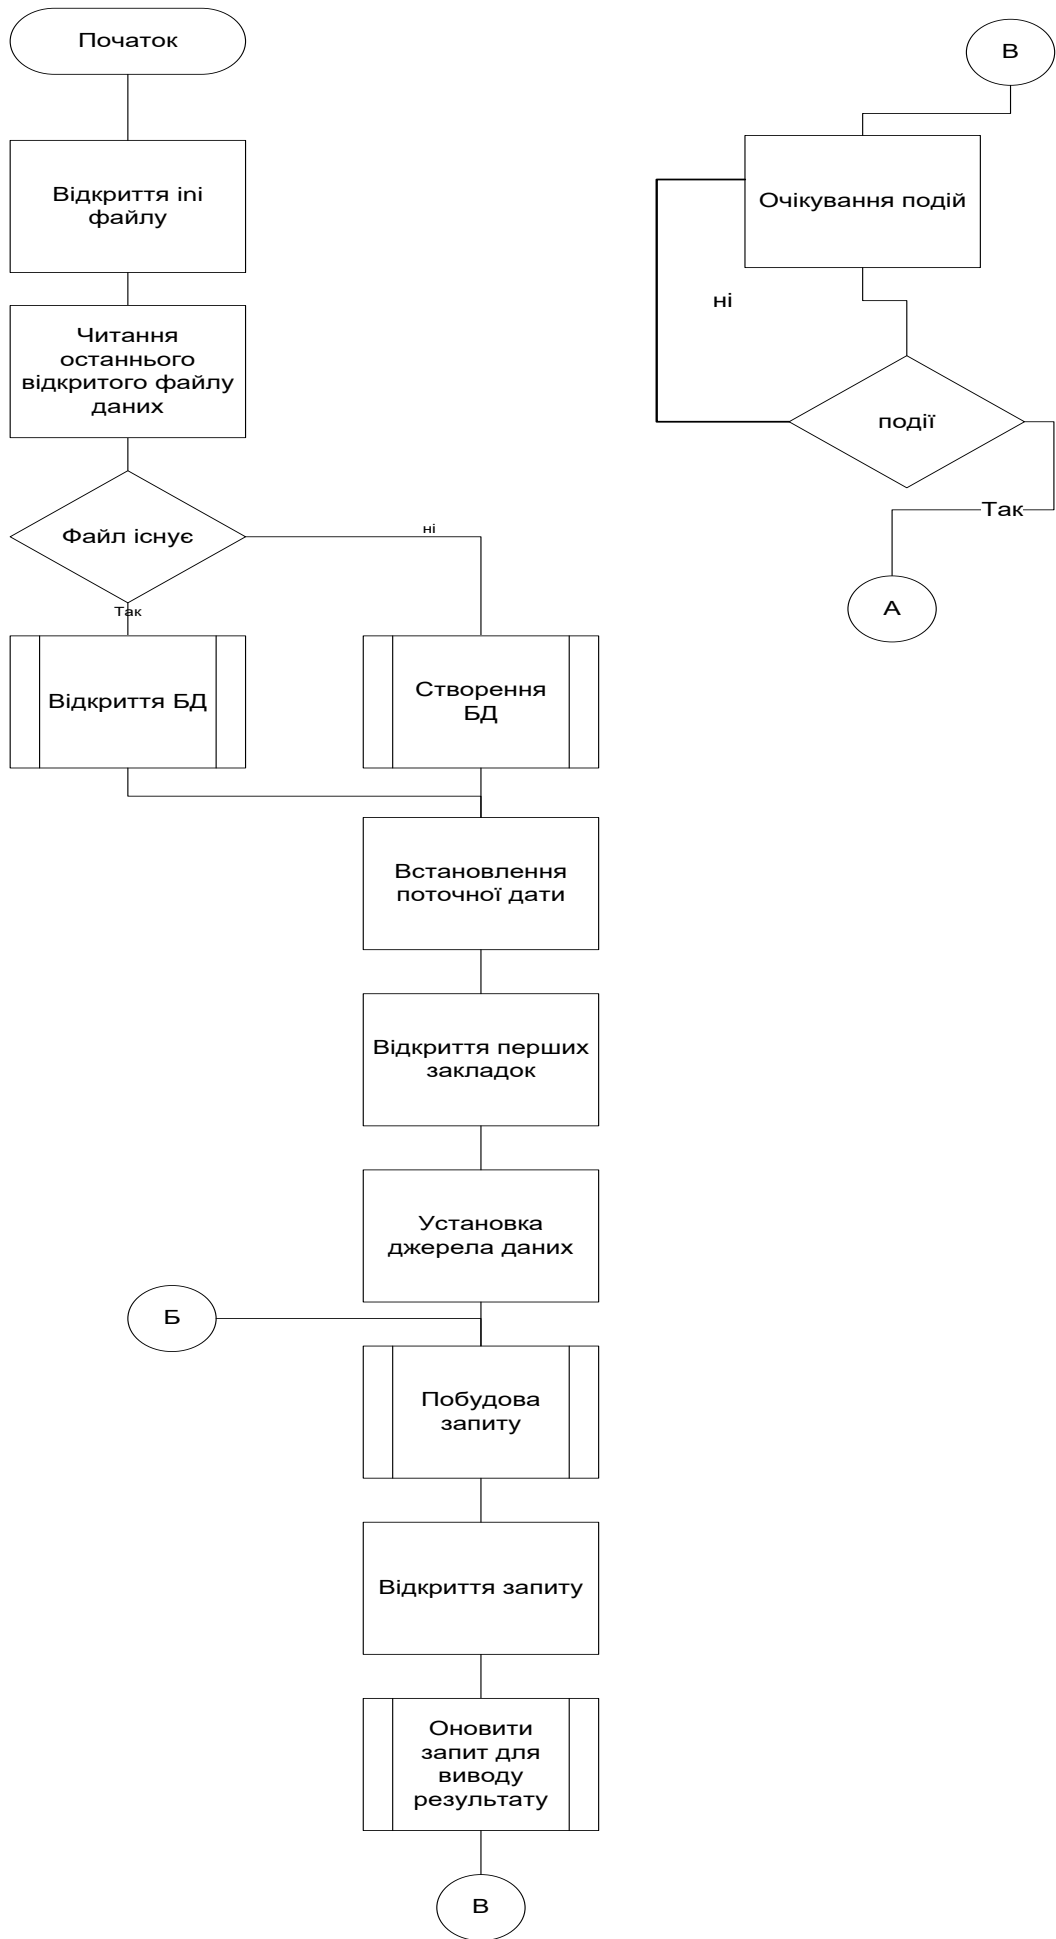 Початок
Відкриття ini
файлу
Читання
останнього
відкритого файлу
даних
Файл існує
ні
Так
Відкриття БД
Створення
БД
Встановлення
поточної дати
Відкриття перших
закладок
Установка
джерела даних
Б
Побудова
запиту
Відкриття запиту
Оновити
запит для
виводу
результату
В
В
Очікування подій
ні
події
Так
А